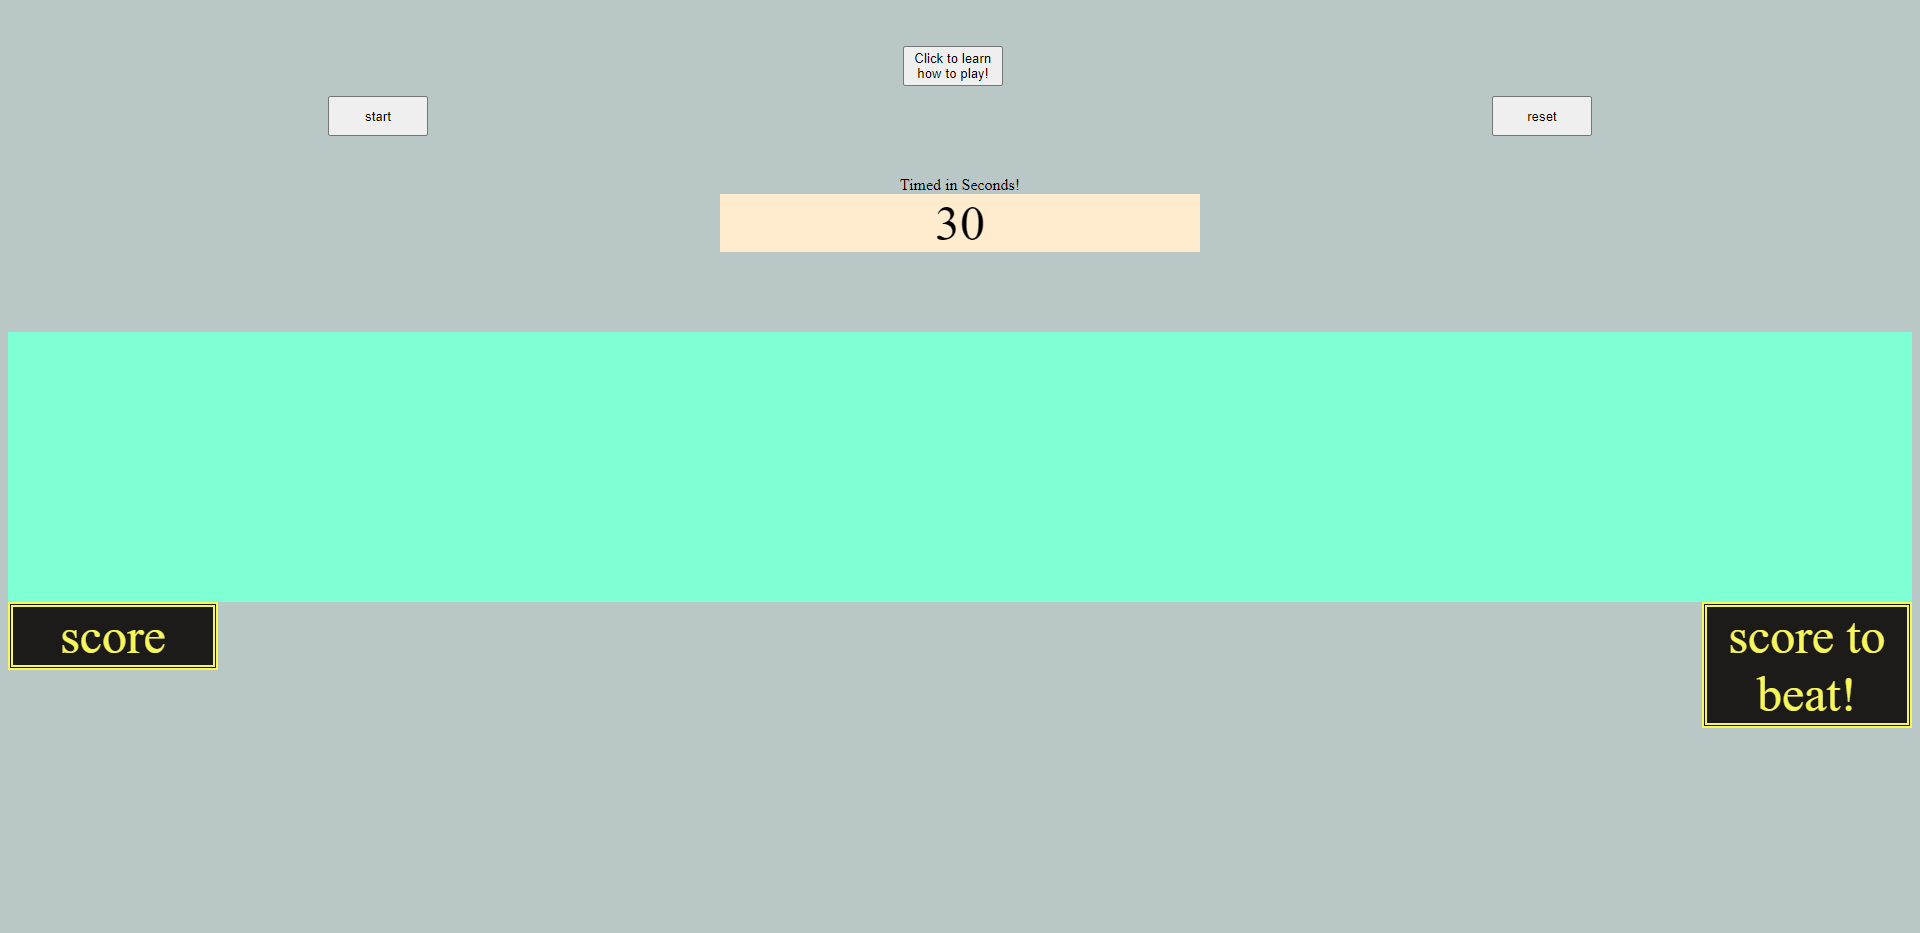 Click to learn
how to play!
start
reset
Timed in Seconds!
30
score
score to
beat!